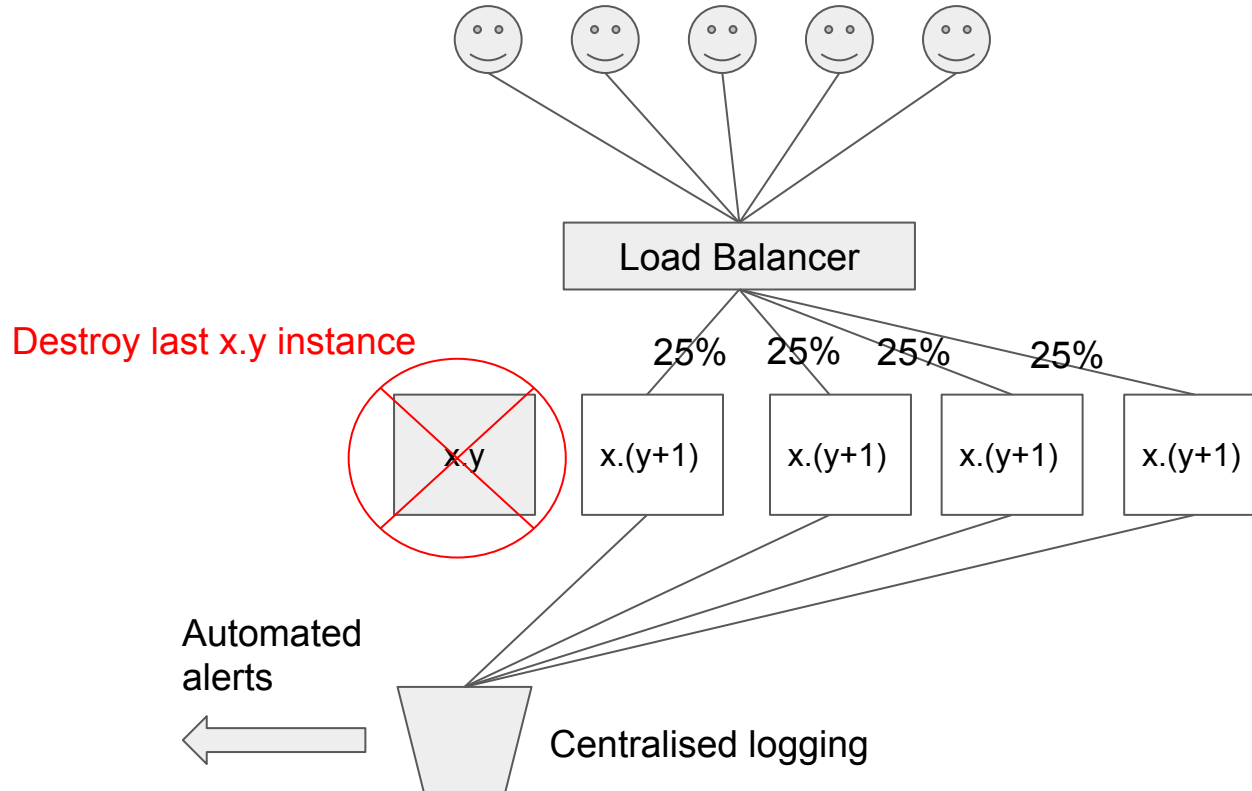 Load Balancer
Destroy last x.y instance
25% 25% 25% 25%
x.y x.(y+1) x.(y+1) x.(y+1) x.(y+1)
Automated
alerts
Centralised logging